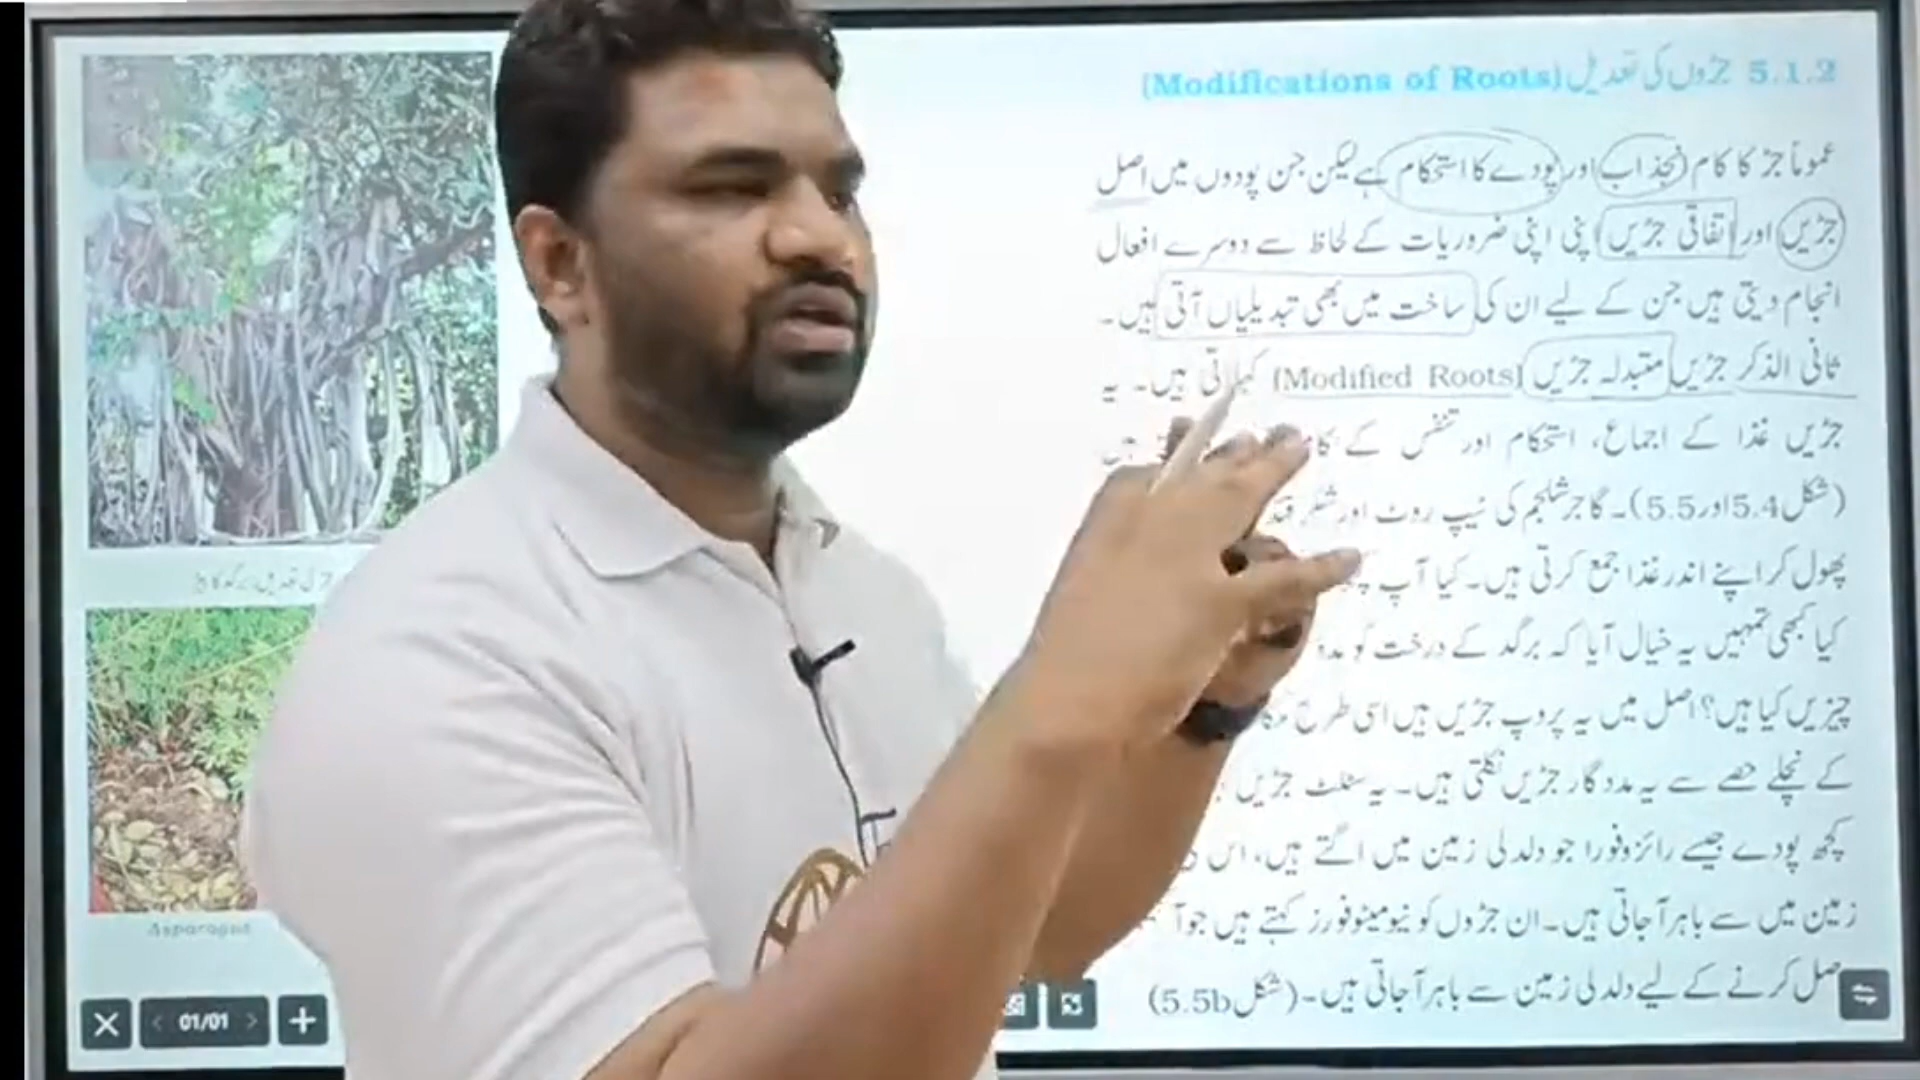 5.1.2 جڑوں کی تعدیل (Modifications of Roots)
عموماً جڑ کا کام انجذاب اور پودے کا استحکام ہے لیکن جن پودوں میں اصل
جڑیں اور اتفاقی جڑیں اپنی اپنی ضروریات کے لحاظ سے دوسرے افعال
انجام دیتی ہیں جن کے لیے ان کی ساخت میں بھی تبدیلیاں آتی ہیں۔
ثانی الذکر جڑیں متبدلہ جڑیں (Modified Roots) کہلاتی ہیں۔ یہ
جڑیں غذا کے اجماع، استحکام اور تنفس کے
(شکل 5.4 اور 5.5)۔ گاجر شلجم کی نیپ روٹ اور شکر قند
پھول کر اپنے اندر غذا جمع کرتی ہیں۔ کیا آپ
کیا کبھی تمہیں یہ خیال آیا کہ برگد کے درخت کو مدد
چیزیں کیا ہیں؟ اصل میں یہ پروپ جڑیں ہیں اسی طرح
کے نچلے حصے سے یہ مددگار جڑیں نکلتی ہیں۔ یہ سٹلٹ جڑیں
کچھ پودے جیسے رائزوفورا جو دلدلی زمین میں اگتے ہیں، اس
زمین میں سے باہر آجاتی ہیں۔ ان جڑوں کو نیومیٹوفورز کہتے ہیں جو
حاصل کرنے کے لیے دلدلی زمین سے باہر آجاتی ہیں۔ (شکل 5.5b)
Asparagus
01/01